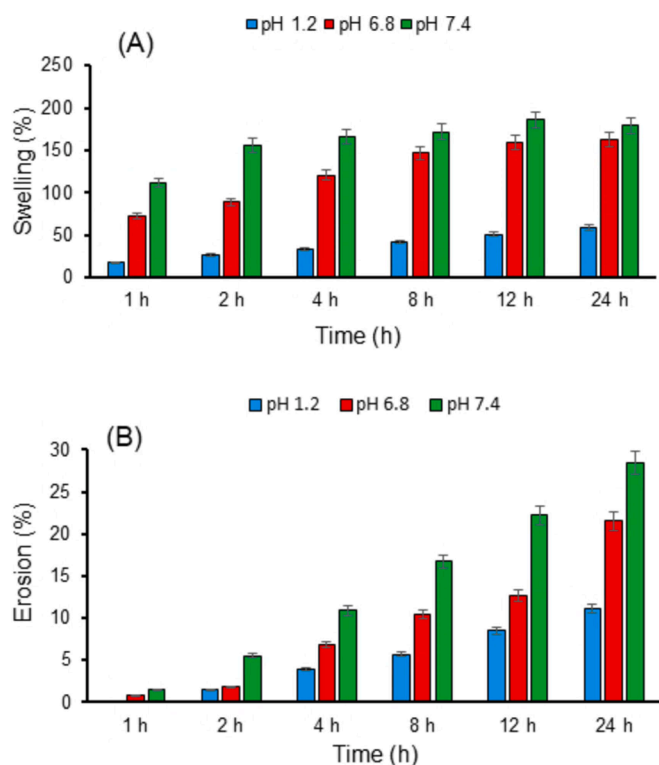 pH 1.2 pH 6.8 pH 7.4
(A)
250
200
150
100
50
0
Swelling (%)
1 h 2 h 4 h 8 h 12 h 24 h
Time (h)
pH 1.2 pH 6.8 pH 7.4
(B)
30
25
20
15
10
5
0
Erosion (%)
1 h 2 h 4 h 8 h 12 h 24 h
Time (h)